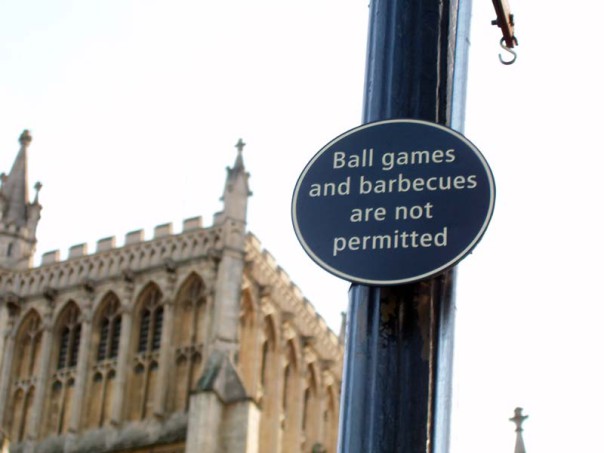 Ball games
and barbecues
are not
permitted